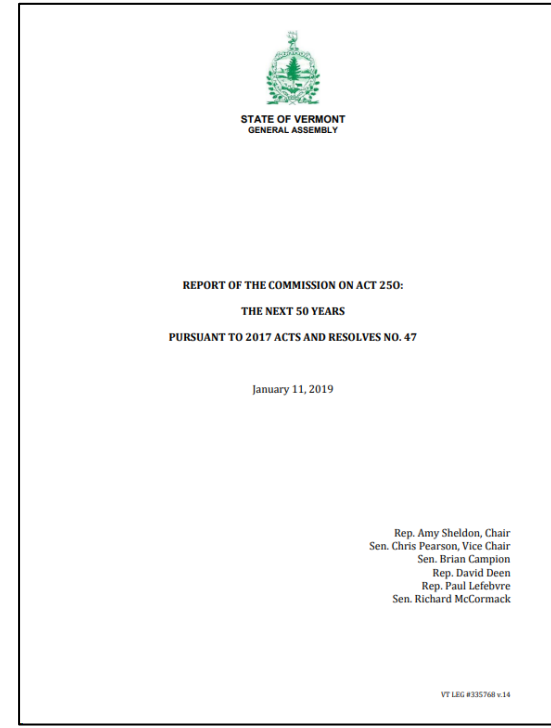 STATE OF VERMONT
GENERAL ASSEMBLY
REPORT OF THE COMMISSION ON ACT 250:
THE NEXT 50 YEARS
PURSUANT TO 2017 ACTS AND RESOLVES NO. 47
January 11, 2019
Rep. Amy Sheldon, Chair
Sen. Chris Pearson, Vice Chair
Sen. Brian Campion
Rep. David Deen
Rep. Paul Lefebvre
Sen. Richard McCormack
VT LEG #335768 v.14